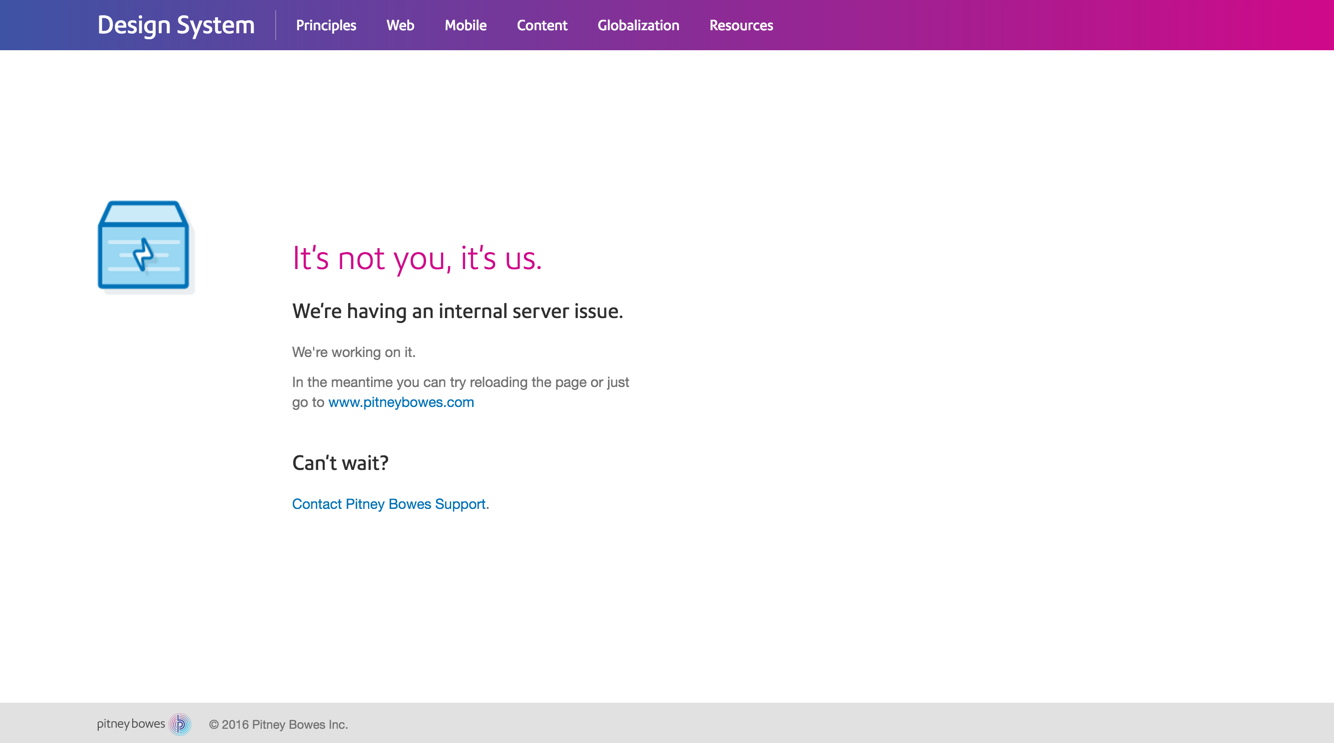 Design System
Principles
Web
Mobile
Content
Globalization
Resources
It's not you, it's us.
We're having an internal server issue.
We're working on it.
In the meantime you can try reloading the page or just
go to www.pitneybowes.com
Can't wait?
Contact Pitney Bowes Support.
pitney bowes
© 2016 Pitney Bowes Inc.